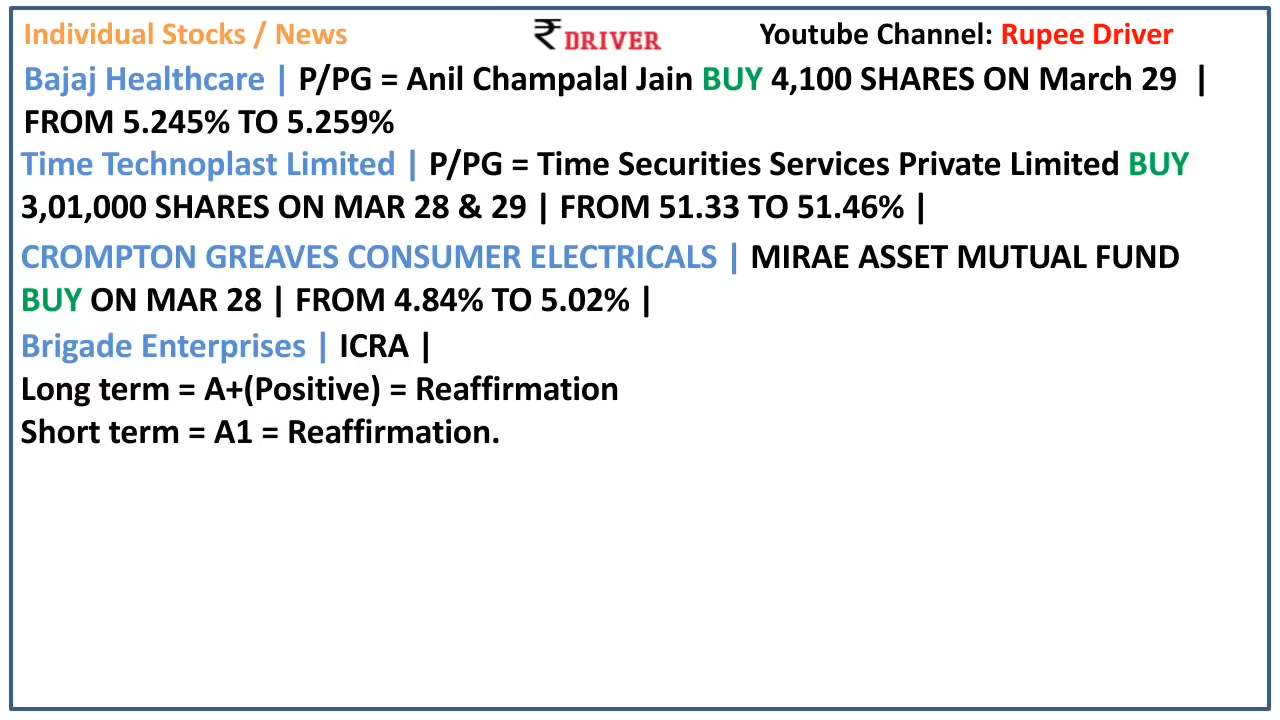 Individual Stocks / News
₹ DRIVER
Youtube Channel: Rupee Driver
Bajaj Healthcare | P/PG = Anil Champalal Jain BUY 4,100 SHARES ON March 29 |
FROM 5.245% TO 5.259%
Time Technoplast Limited | P/PG = Time Securities Services Private Limited BUY
3,01,000 SHARES ON MAR 28 & 29 | FROM 51.33 TO 51.46% |
CROMPTON GREAVES CONSUMER ELECTRICALS | MIRAE ASSET MUTUAL FUND
BUY ON MAR 28 | FROM 4.84% TO 5.02% |
Brigade Enterprises | ICRA |
Long term = A+(Positive) = Reaffirmation
Short term = A1 = Reaffirmation.